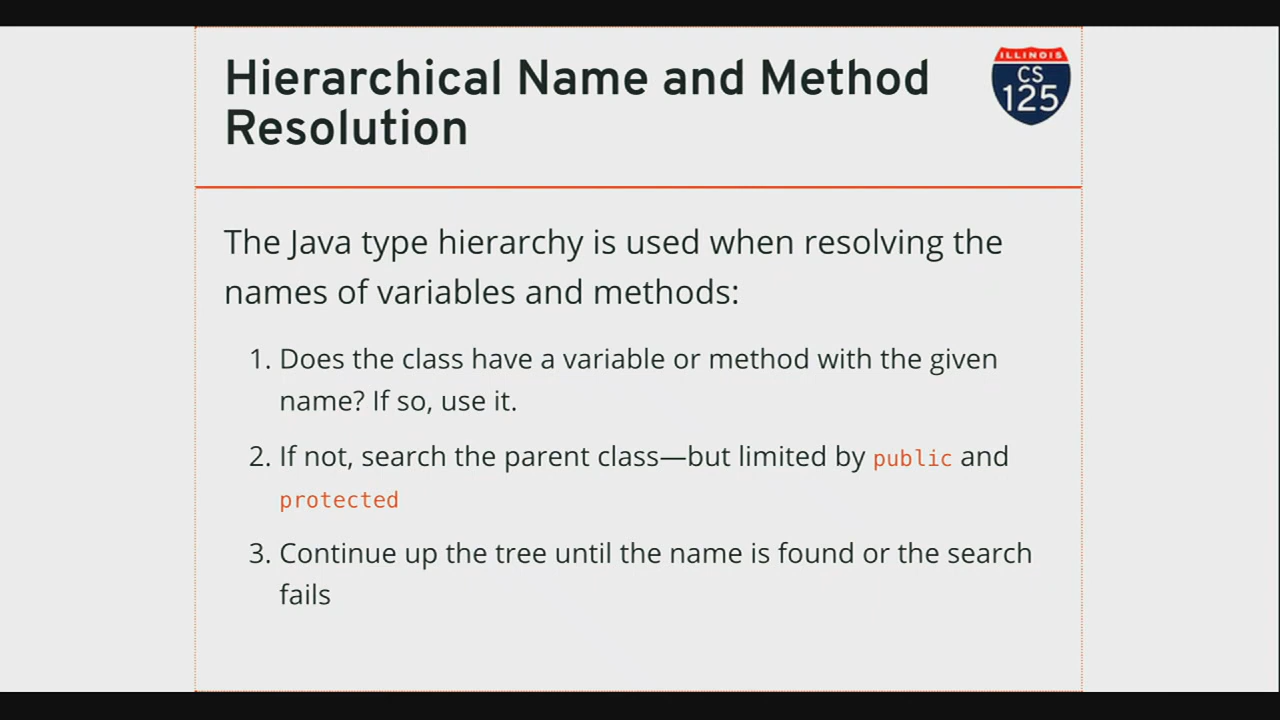 Hierarchical Name and Method
Resolution
ILLINOIS
CS
125
The Java type hierarchy is used when resolving the
names of variables and methods:
1. Does the class have a variable or method with the given
name? If so, use it.
2. If not, search the parent class—but limited by public and
protected
3. Continue up the tree until the name is found or the search
fails